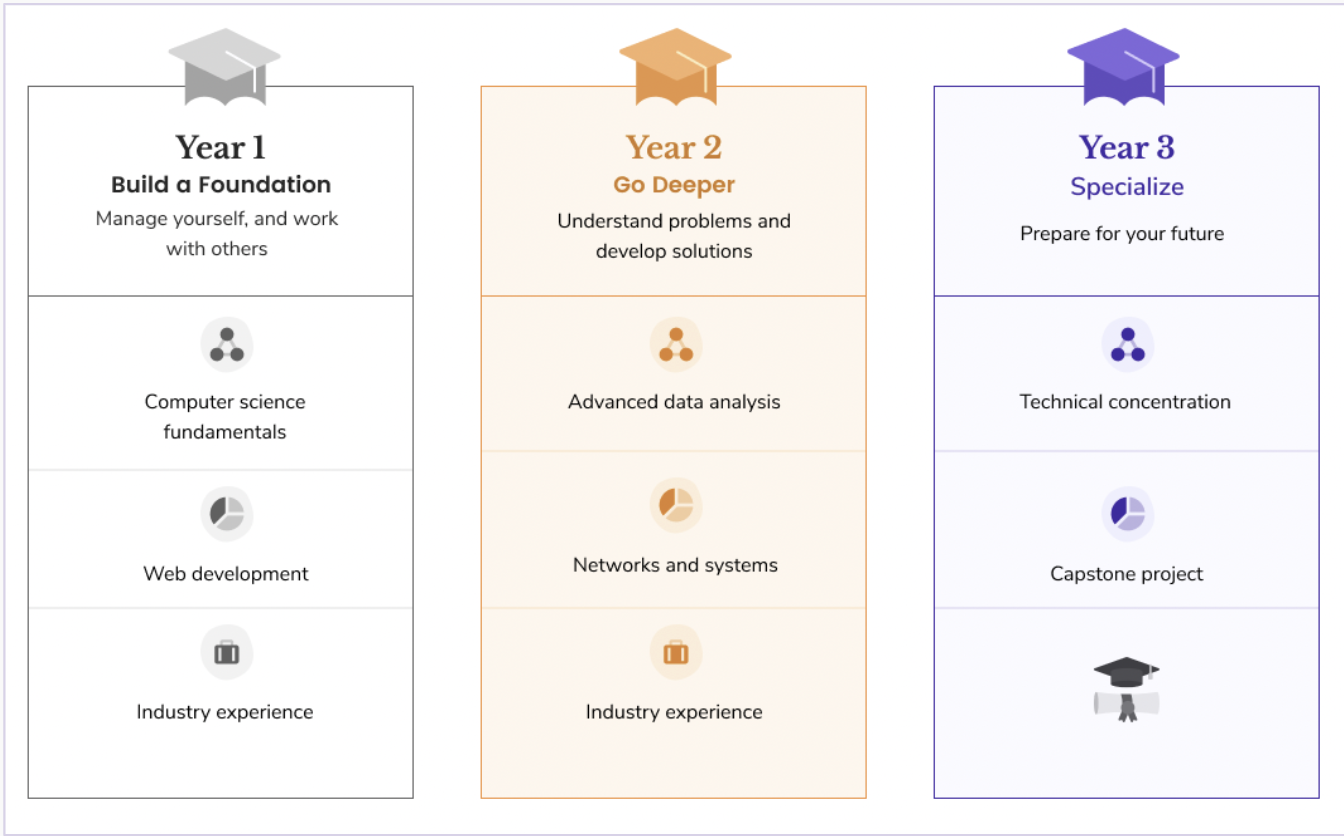 Year 1
Build a Foundation
Manage yourself, and work
with others
Computer science
fundamentals
Web development
Industry experience
Year 2
Go Deeper
Understand problems and
develop solutions
Advanced data analysis
Networks and systems
Industry experience
Year 3
Specialize
Prepare for your future
Technical concentration
Capstone project